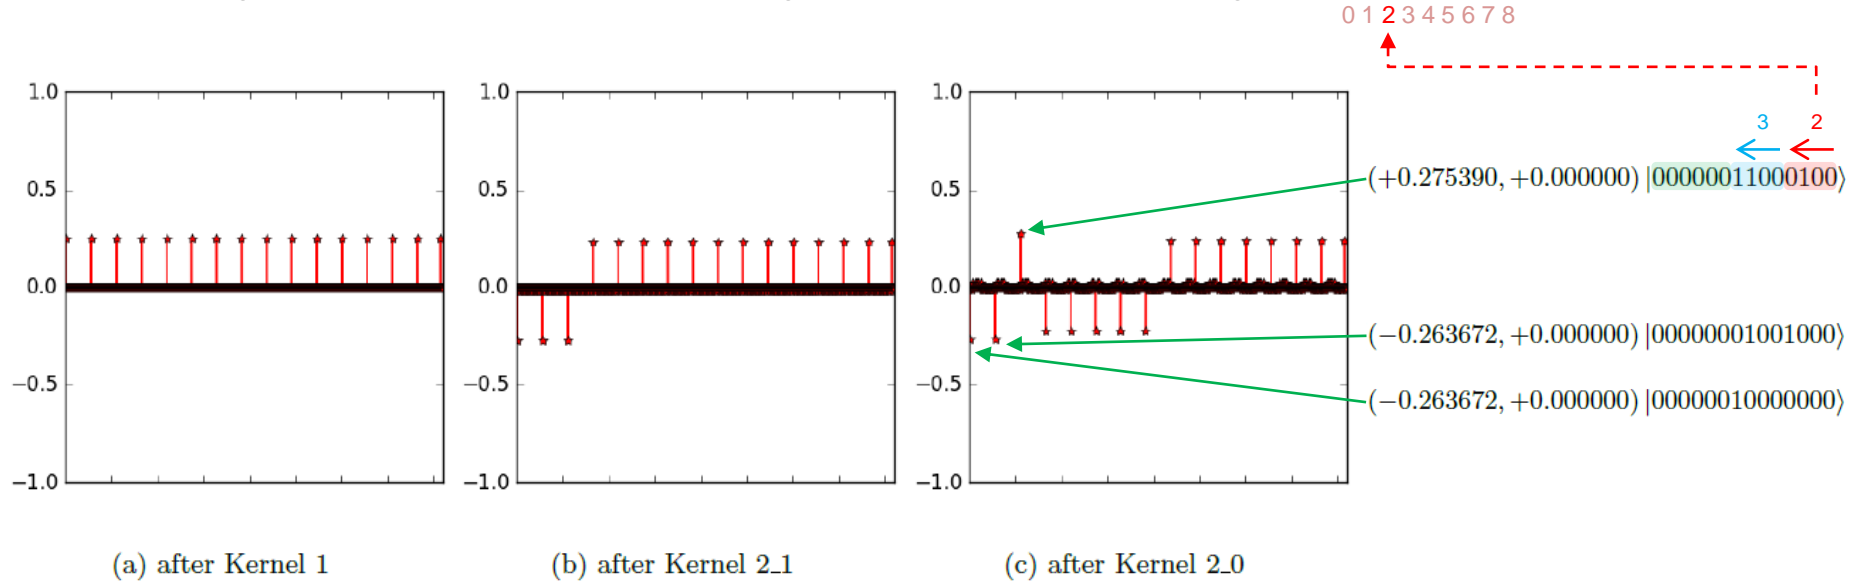 0 1 2 3 4 5 6 7 8
1.0
0.5
0.0
−0.5
−1.0
(a) after Kernel 1
1.0
0.5
0.0
−0.5
−1.0
(b) after Kernel 2_1
1.0
0.5
0.0
−0.5
−1.0
(c) after Kernel 2_0
3 2
(+0.275390, +0.000000) |00000011000100⟩
(−0.263672, +0.000000) |00000001001000⟩
(−0.263672, +0.000000) |00000010000000⟩